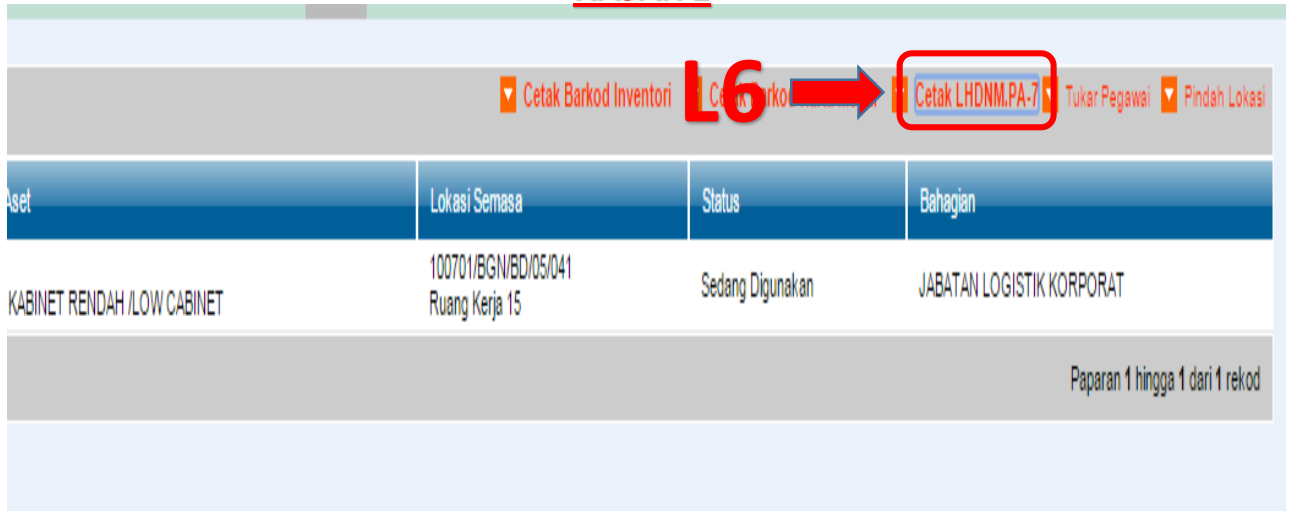 Cetak Barkod Inventori
L6
Cetak LHDNM.PA-7
Tukar Pegawai
Pindah Lokasi
Aset
Lokasi Semasa
Status
Bahagian
KABINET RENDAH /LOW CABINET
100701/BGN/BD/05/041
Ruang Kerja 15
Sedang Digunakan
JABATAN LOGISTIK KORPORAT
Paparan 1 hingga 1 dari 1 rekod